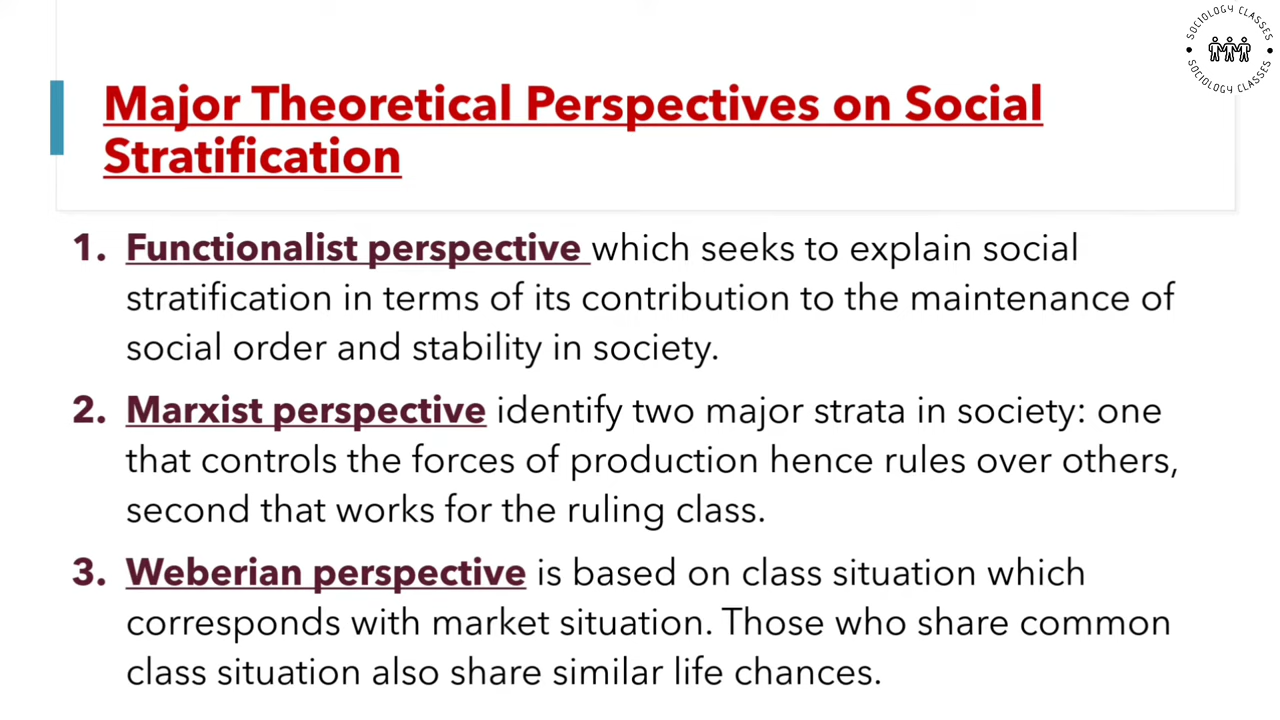 SOCIOLOGY CLASSES
SOCIOLOGY CLASSES
Major Theoretical Perspectives on Social
Stratification
1. Functionalist perspective which seeks to explain social
stratification in terms of its contribution to the maintenance of
social order and stability in society.
2. Marxist perspective identify two major strata in society: one
that controls the forces of production hence rules over others,
second that works for the ruling class.
3. Weberian perspective is based on class situation which
corresponds with market situation. Those who share common
class situation also share similar life chances.